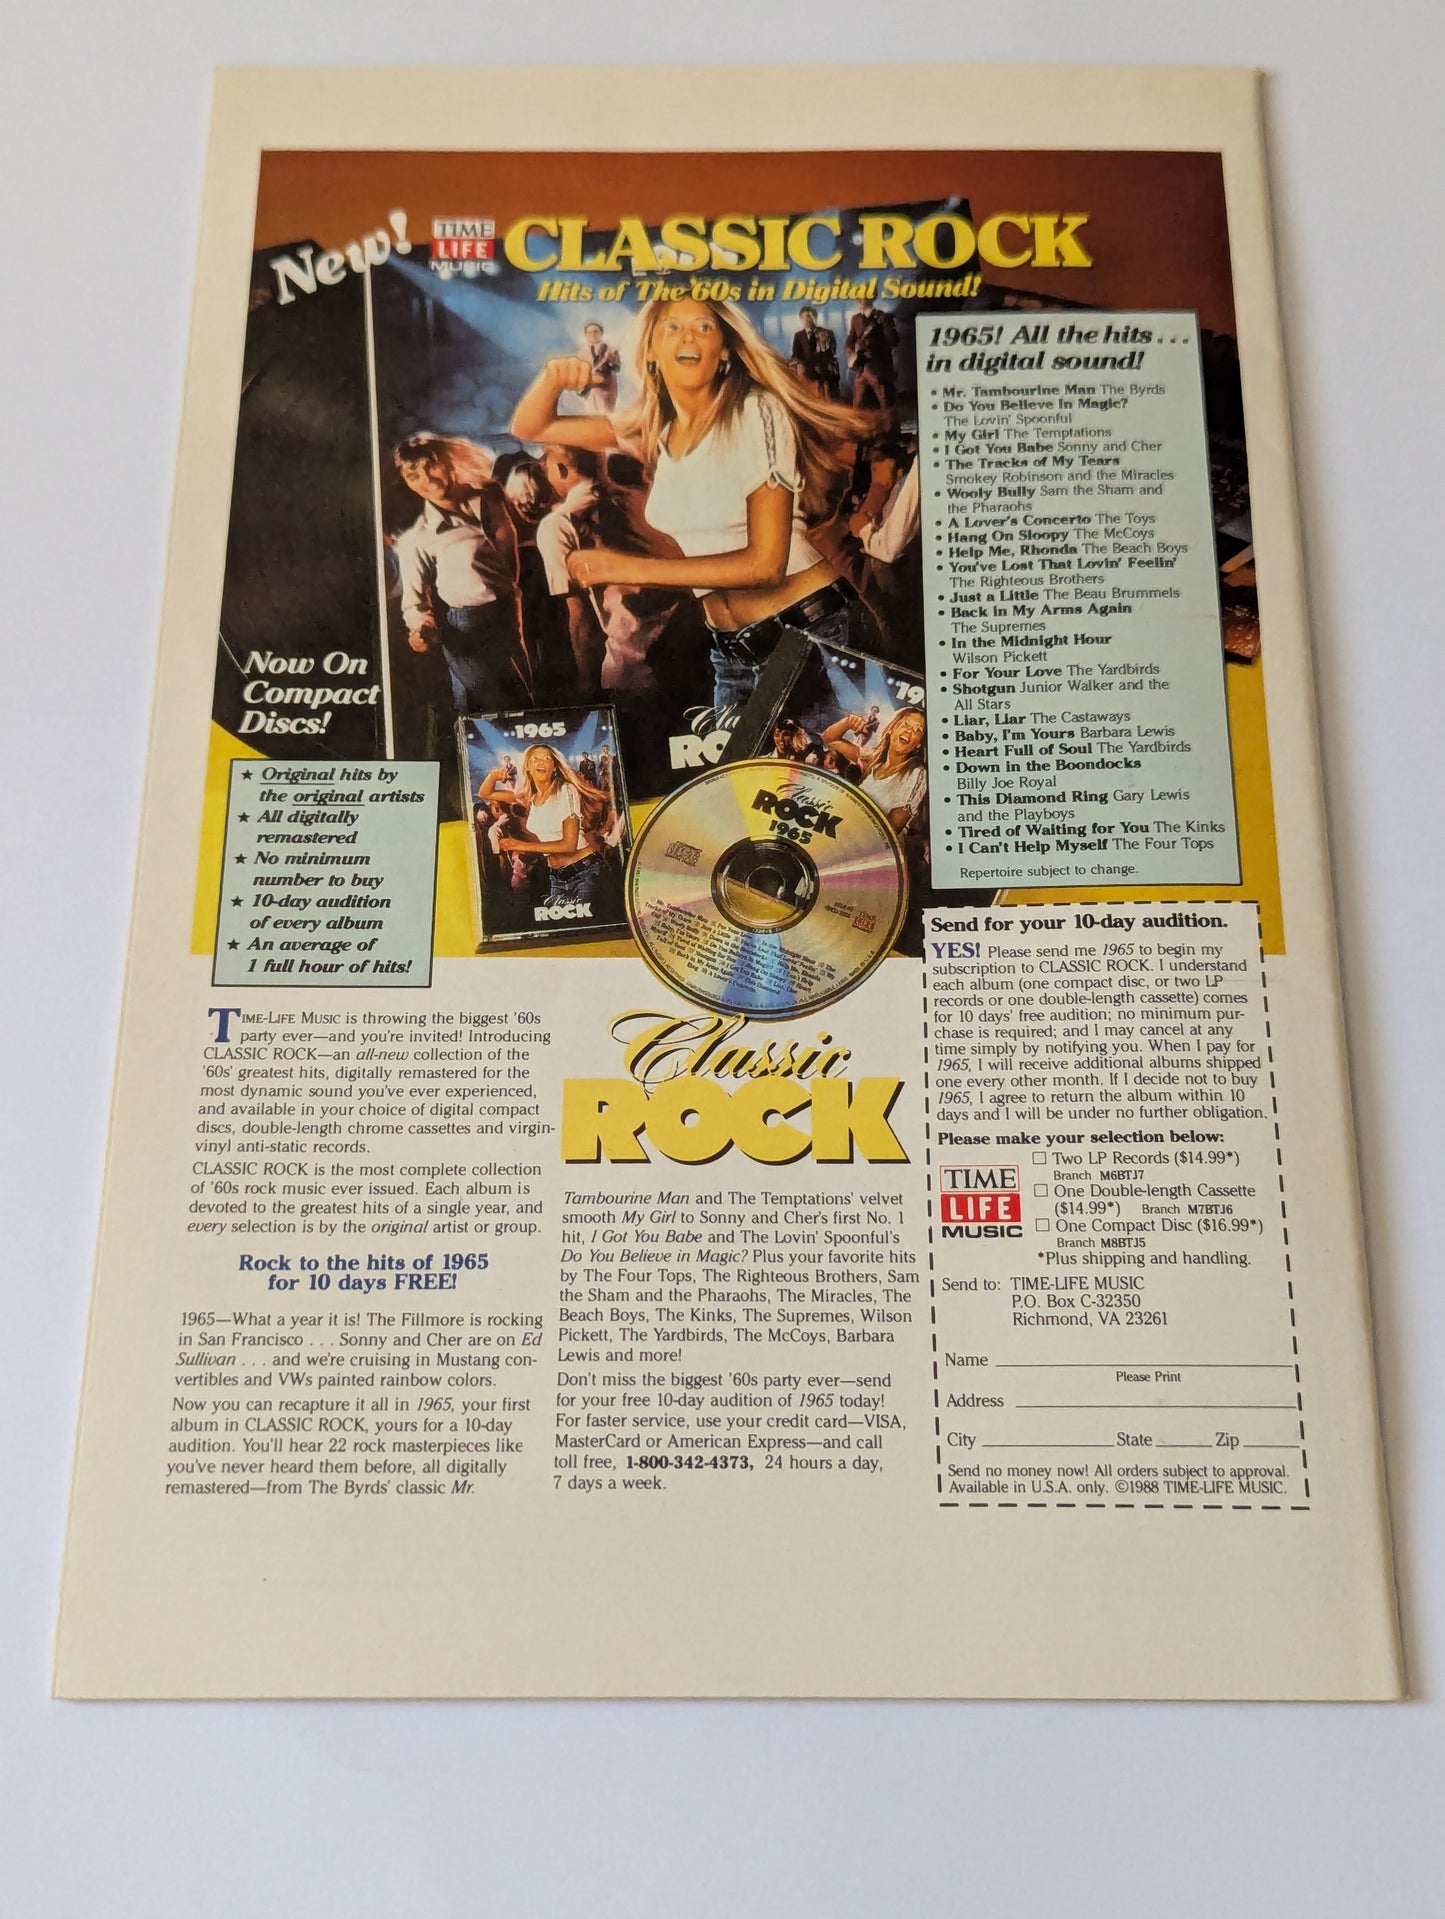 New!
TIME
LIFE
MUSIC
CLASSIC ROCK
Hits of The '60s in Digital Sound!
1965! All the hits...
in digital sound!
• Mr. Tambourine Man The Byrds
• Do You Believe In Magic?
The Lovin' Spoonful
• My Girl The Temptations
• I Got You Babe Sonny and Cher
• The Tracks of My Tears
Smokey Robinson and the Miracles
• Wooly Bully Sam the Sham and
the Pharaohs
• A Lover's Concerto The Toys
• Hang On Sloopy The McCoys
• Help Me, Rhonda The Beach Boys
• You've Lost That Lovin' Feelin'
The Righteous Brothers
• Just a Little The Beau Brummels
• Back in My Arms Again
The Supremes
• In the Midnight Hour
Wilson Pickett
• For Your Love The Yardbirds
• Shotgun Junior Walker and the
All Stars
• Liar, Liar The Castaways
• Baby, I'm Yours Barbara Lewis
• Heart Full of Soul The Yardbirds
• Down in the Boondocks
Billy Joe Royal
• This Diamond Ring Gary Lewis
and the Playboys
• Tired of Waiting for You The Kinks
• I Can't Help Myself The Four Tops
Repertoire subject to change.
Now On
Compact
Discs!
★ Original hits by
the original artists
★ All digitally
remastered
★ No minimum
number to buy
★ 10-day audition
of every album
★ An average of
1 full hour of hits!
1965
Classic
ROCK
Cla
RO
'19
Classic
ROCK
1965
TIME-LIFE MUSIC is throwing the biggest '60s
party ever—and you're invited! Introducing
CLASSIC ROCK—an all-new collection of the
'60s' greatest hits, digitally remastered for the
most dynamic sound you've ever experienced,
and available in your choice of digital compact
discs, double-length chrome cassettes and virgin-
vinyl anti-static records.
CLASSIC ROCK is the most complete collection
of '60s rock music ever issued. Each album is
devoted to the greatest hits of a single year, and
every selection is by the original artist or group.
Rock to the hits of 1965
for 10 days FREE!
1965—What a year it is! The Fillmore is rocking
in San Francisco . . . Sonny and Cher are on Ed
Sullivan . . . and we're cruising in Mustang con-
vertibles and VWs painted rainbow colors.
Now you can recapture it all in 1965, your first
album in CLASSIC ROCK, yours for a 10-day
audition. You'll hear 22 rock masterpieces like
you've never heard them before, all digitally
remastered—from The Byrds' classic Mr.
Classic
ROCK
Tambourine Man and The Temptations' velvet
smooth My Girl to Sonny and Cher's first No. 1
hit, I Got You Babe and The Lovin' Spoonful's
Do You Believe in Magic? Plus your favorite hits
by The Four Tops, The Righteous Brothers, Sam
the Sham and the Pharaohs, The Miracles, The
Beach Boys, The Kinks, The Supremes, Wilson
Pickett, The Yardbirds, The McCoys, Barbara
Lewis and more!
Don't miss the biggest '60s party ever—send
for your free 10-day audition of 1965 today!
For faster service, use your credit card—VISA,
MasterCard or American Express—and call
toll free, 1-800-342-4373, 24 hours a day,
7 days a week.
Send for your 10-day audition.
YES! Please send me 1965 to begin my
subscription to CLASSIC ROCK. I understand
each album (one compact disc, or two LP
records or one double-length cassette) comes
for 10 days' free audition; no minimum pur-
chase is required; and I may cancel at any
time simply by notifying you. When I pay for
1965, I will receive additional albums shipped
one every other month. If I decide not to buy
1965, I agree to return the album within 10
days and I will be under no further obligation.
Please make your selection below:
TIME
LIFE
MUSIC
☐ Two LP Records ($14.99*)
Branch M6BTJ7
☐ One Double-length Cassette
($14.99*) Branch M7BTJ6
☐ One Compact Disc ($16.99*)
Branch M8BTJ5
*Plus shipping and handling.
Send to: TIME-LIFE MUSIC
P.O. Box C-32350
Richmond, VA 23261
Name
Please Print
Address
City State Zip
Send no money now! All orders subject to approval.
Available in U.S.A. only. ©1988 TIME-LIFE MUSIC.